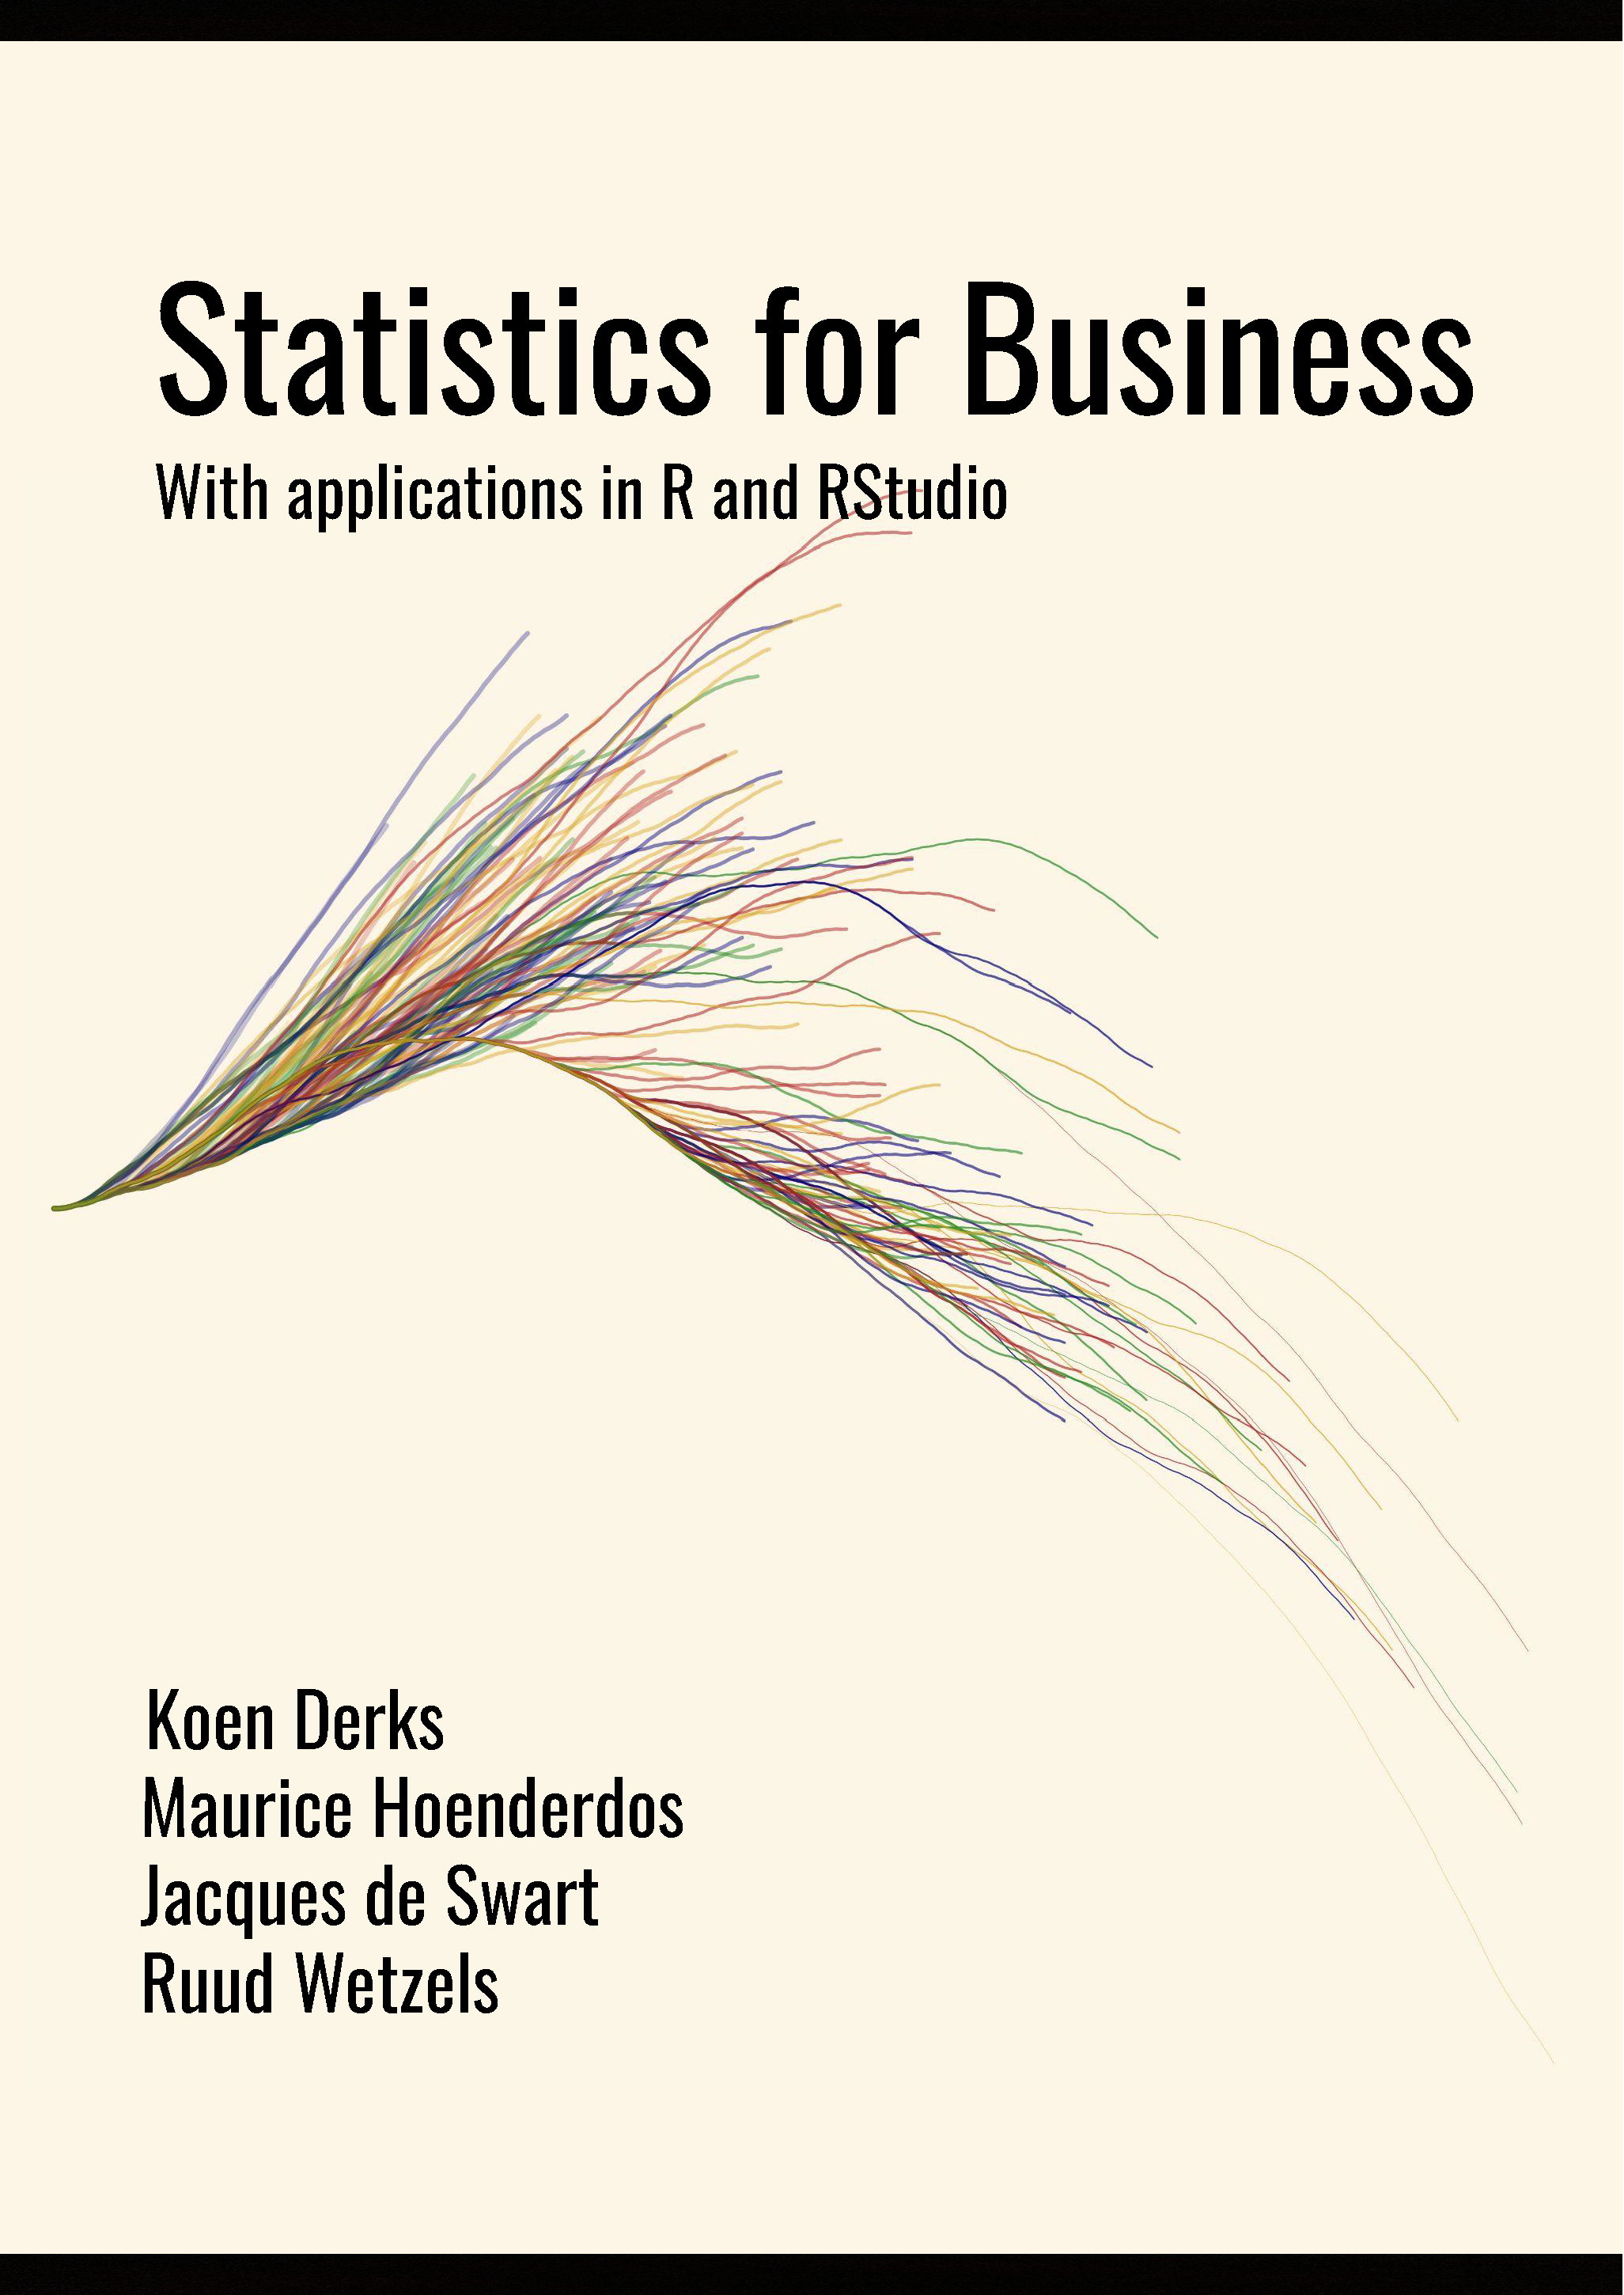 Statistics for Business
With applications in R and RStudio
Koen Derks
Maurice Hoenderdos
Jacques de Swart
Ruud Wetzels